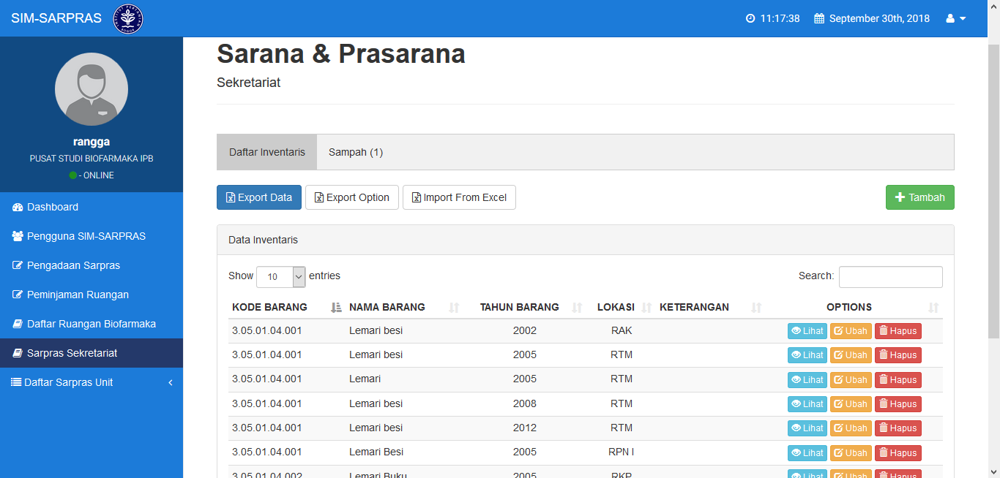 SIM-SARPRAS
INSTITUT PERTANIAN BOGOR
11:17:38 September 30th, 2018
rangga
PUSAT STUDI BIOFARMAKA IPB
- ONLINE
Dashboard
Pengguna SIM-SARPRAS
Pengadaan Sarpras
Peminjaman Ruangan
Daftar Ruangan Biofarmaka
Sarpras Sekretariat
Daftar Sarpras Unit
Sarana & Prasarana
Sekretariat
Daftar Inventaris Sampah (1)
Export Data Export Option Import From Excel Tambah
Data Inventaris
Show 10 entries Search:
KODE BARANG NAMA BARANG TAHUN BARANG LOKASI KETERANGAN OPTIONS
3.05.01.04.001 Lemari besi 2002 RAK Lihat Ubah Hapus
3.05.01.04.001 Lemari besi 2005 RTM Lihat Ubah Hapus
3.05.01.04.001 Lemari 2005 RTM Lihat Ubah Hapus
3.05.01.04.001 Lemari besi 2008 RTM Lihat Ubah Hapus
3.05.01.04.001 Lemari besi 2012 RTM Lihat Ubah Hapus
3.05.01.04.001 Lemari Besi 2005 RPN I Lihat Ubah Hapus
3.05.01.04.002 Lemari Buku 2005 RKP Lihat Ubah Hapus